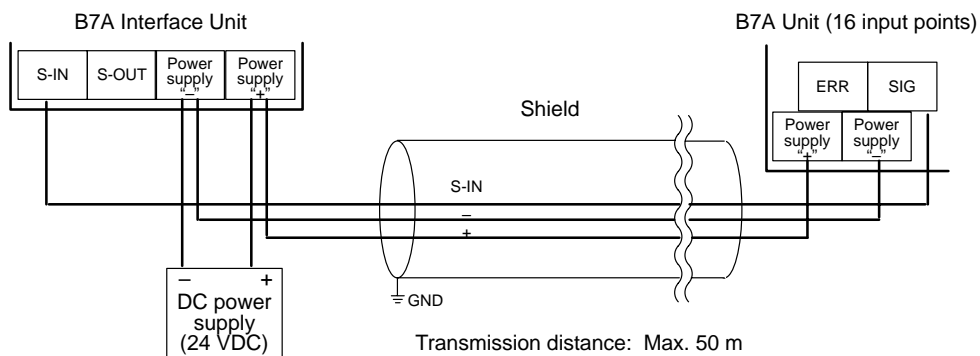 B7A Interface Unit
B7A Unit (16 input points)
S-IN
S-OUT
Power
supply
“–”
Power
supply
“+”
ERR
SIG
Power
supply
“+”
Power
supply
“–”
Shield
S-IN
–
+
– +
DC power
supply
(24 VDC)
GND
Transmission distance: Max. 50 m